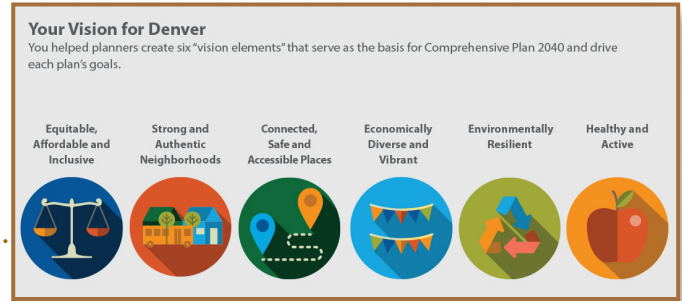 Your Vision for Denver
You helped planners create six “vision elements” that serve as the basis for Comprehensive Plan 2040 and drive
each plan’s goals.
Equitable,
Affordable and
Inclusive
Strong and
Authentic
Neighborhoods
Connected,
Safe and
Accessible Places
Economically
Diverse and
Vibrant
Environmentally
Resilient
Healthy and
Active